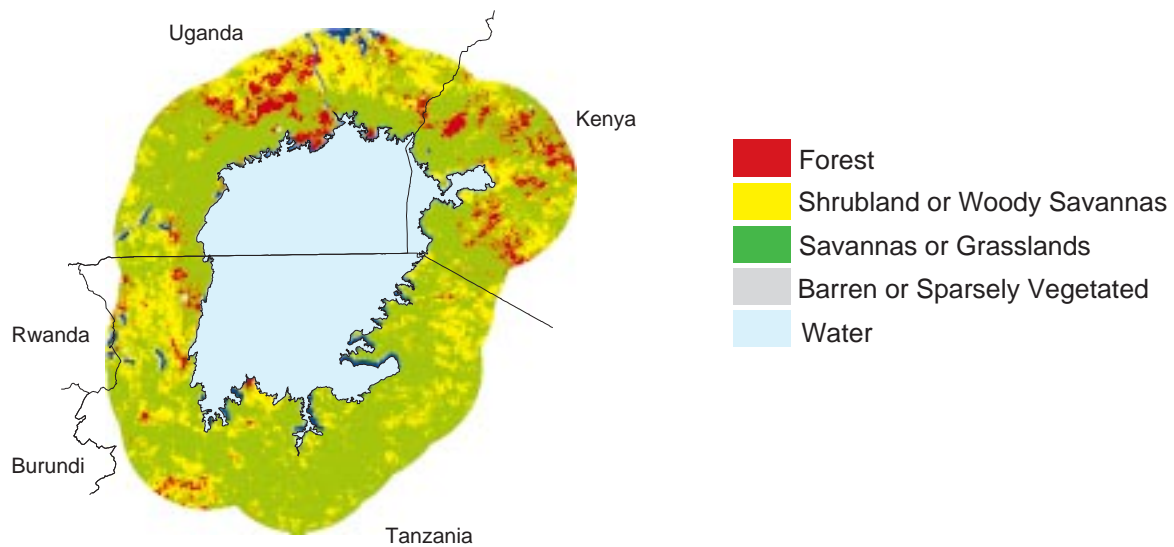 Uganda
Kenya
Rwanda
Burundi
Tanzania
Forest
Shrubland or Woody Savannas
Savannas or Grasslands
Barren or Sparsely Vegetated
Water